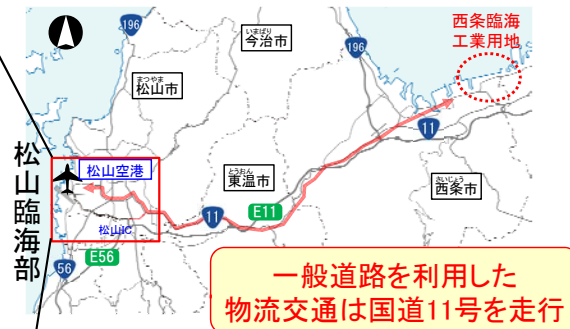 196
いまばり
今治市
196
西条臨海
工業用地
まつやま
松山市
11
松山臨海部
松山空港
とうおん
東温市
さいじょう
西条市
11
E11
松山IC
E56
56
一般道路を利用した
物流交通は国道11号を走行